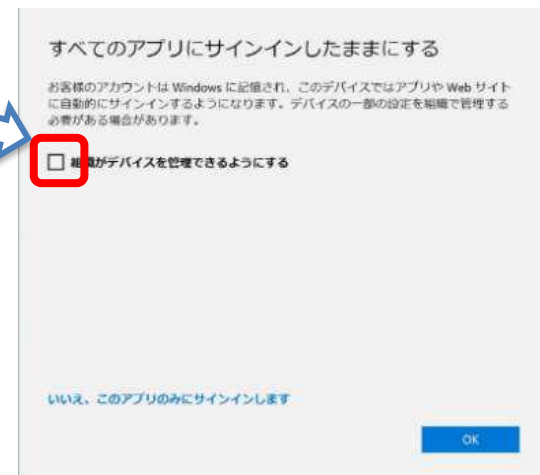 すべてのアプリにサインインしたままにする
お客様のアカウントは Windows に記憶され、このデバイスではアプリや Web サイト
に自動的にサインインするようになります。デバイスの一部の設定を組織で管理する
必要がある場合があります。
組織がデバイスを管理できるようにする
いいえ、このアプリのみにサインインします
OK